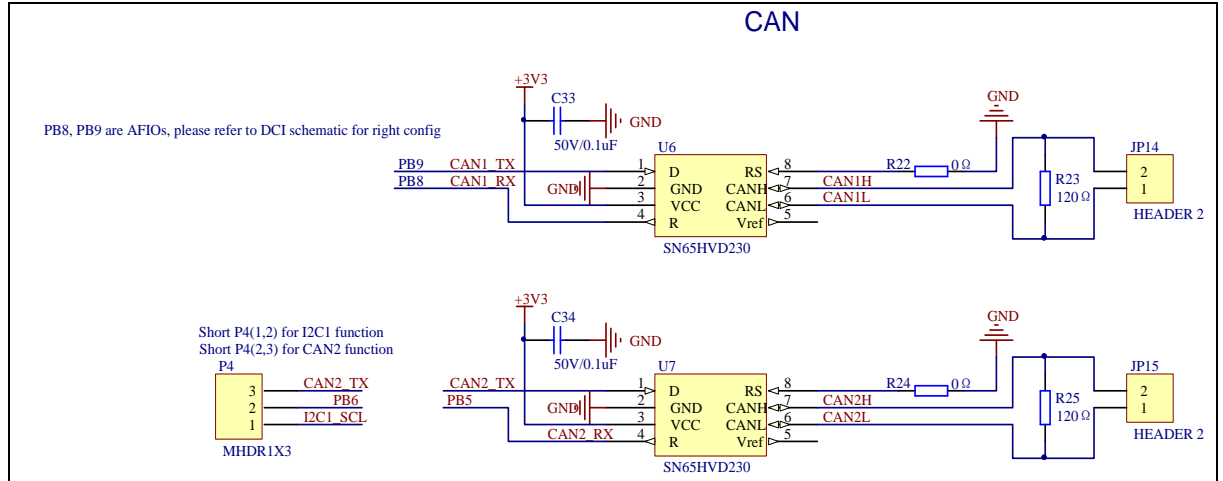 CAN
+3V3
C33
GND
50V/0.1uF
PB8, PB9 are AFIOs, please refer to DCI schematic for right config
U6
GND
PB9 CAN1_TX 1 D RS 8 R22 0Ω
PB8 CAN1_RX GND 2 GND CANH 7 CAN1H
3 VCC CANL 6 CAN1L
4 R Vref 5
SN65HVD230
R23
120Ω
JP14
2
1
HEADER 2
+3V3
C34
GND
50V/0.1uF
Short P4(1,2) for I2C1 function
Short P4(2,3) for CAN2 function
P4
3 CAN2_TX
2 PB6
1 I2C1_SCL
MHDR1X3
U7
GND
CAN2_TX 1 D RS 8 R24 0Ω
PB5 GND 2 GND CANH 7 CAN2H
3 VCC CANL 6 CAN2L
CAN2_RX 4 R Vref 5
SN65HVD230
R25
120Ω
JP15
2
1
HEADER 2